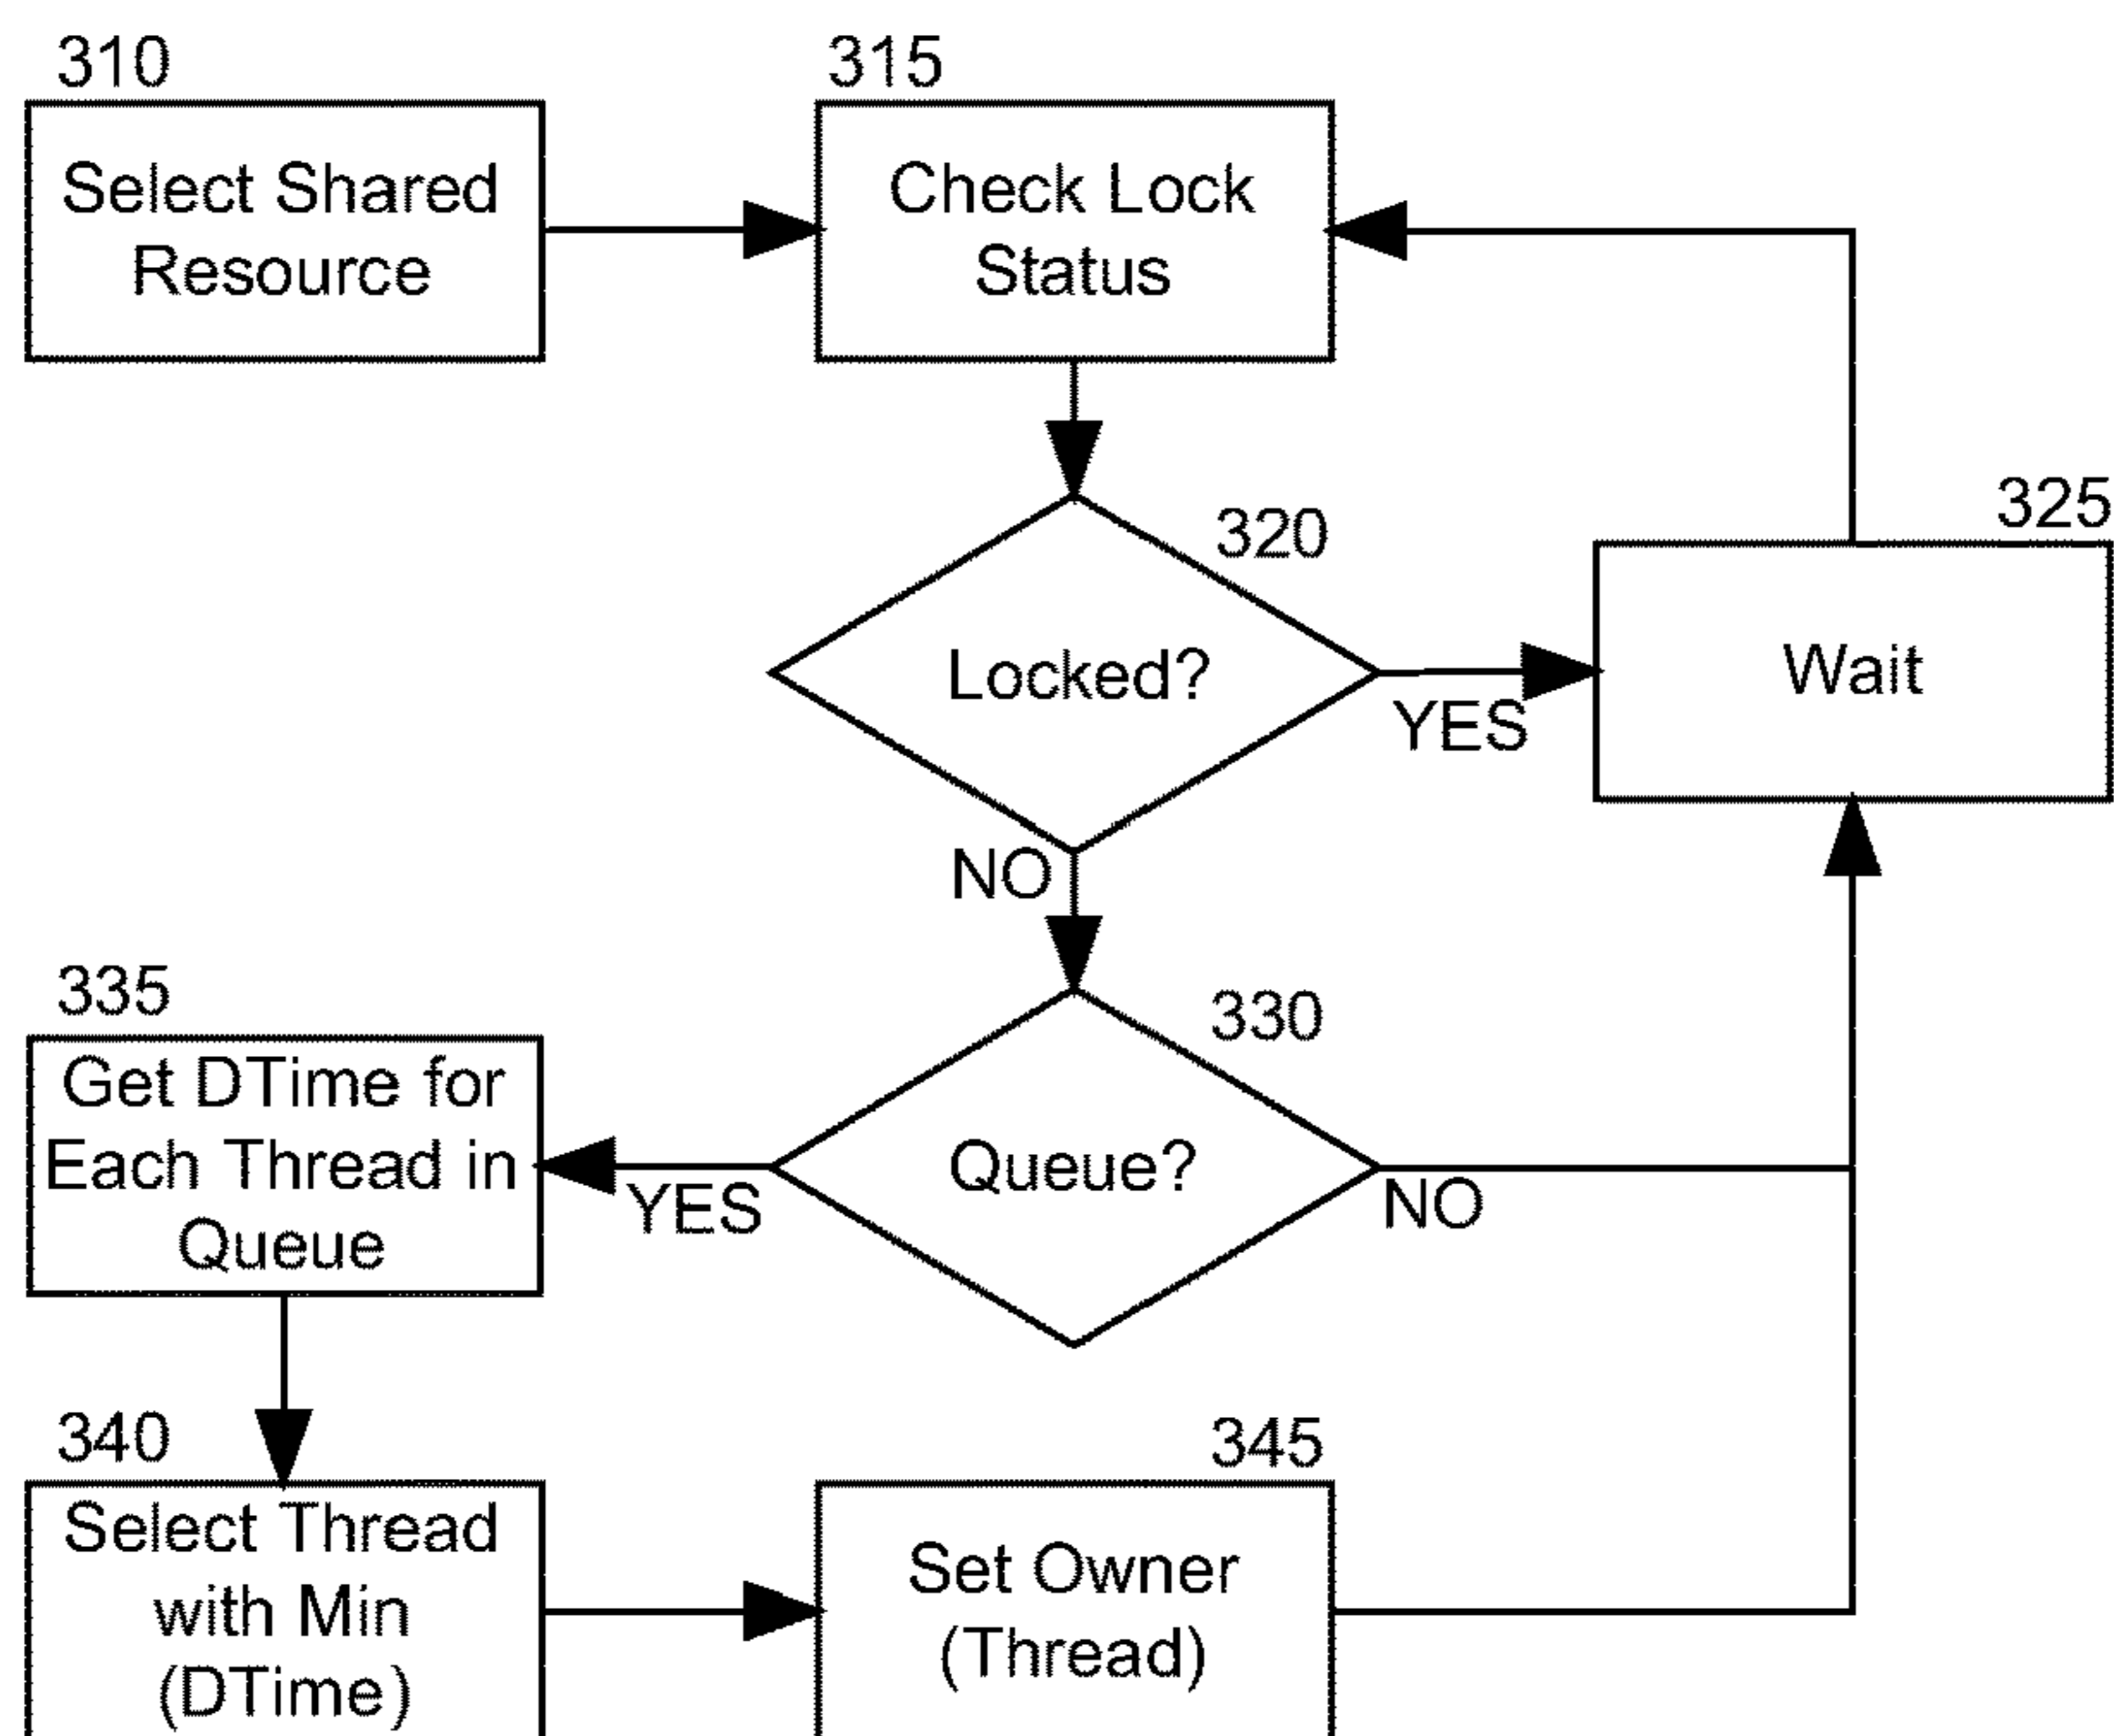 310
Select Shared
Resource
315
Check Lock
Status
320
Locked?
YES
NO
325
Wait
330
Queue?
YES
NO
335
Get DTime for
Each Thread in
Queue
340
Select Thread
with Min
(DTime)
345
Set Owner
(Thread)